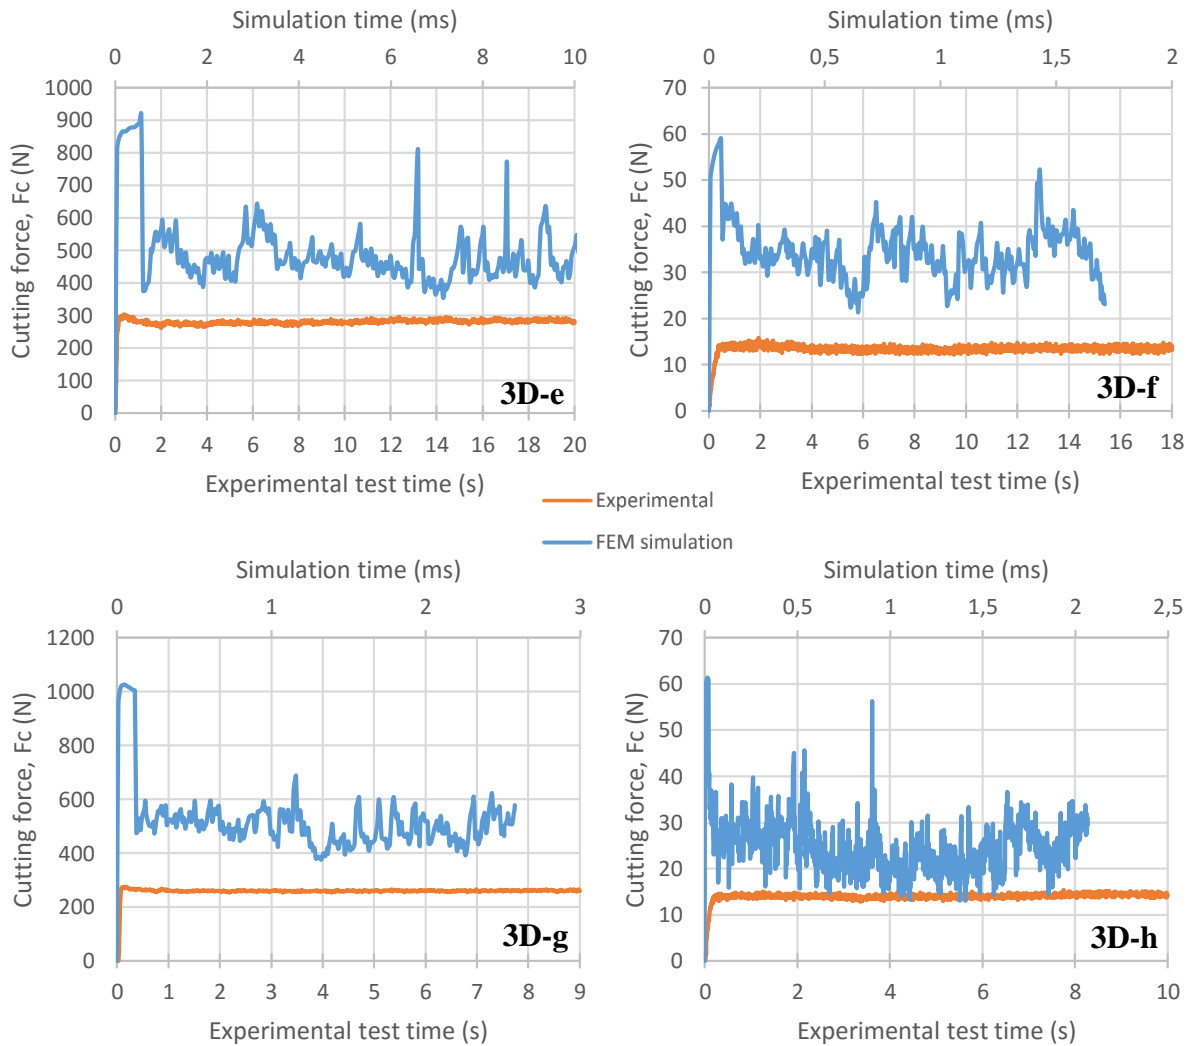 Simulation time (ms)
0 2 4 6 8 10
1000
900
800
700
600
500
400
300
200
100
0
Cutting force, Fc (N)
3D-e
0 2 4 6 8 10 12 14 16 18 20
Experimental test time (s)
Simulation time (ms)
0 0,5 1 1,5 2
70
60
50
40
30
20
10
0
Cutting force, Fc (N)
3D-f
0 2 4 6 8 10 12 14 16 18
Experimental test time (s)
Experimental
FEM simulation
Simulation time (ms)
0 1 2 3
1200
1000
800
600
400
200
0
Cutting force, Fc (N)
3D-g
0 1 2 3 4 5 6 7 8 9
Experimental test time (s)
Simulation time (ms)
0 0,5 1 1,5 2 2,5
70
60
50
40
30
20
10
0
Cutting force, Fc (N)
3D-h
0 2 4 6 8 10
Experimental test time (s)